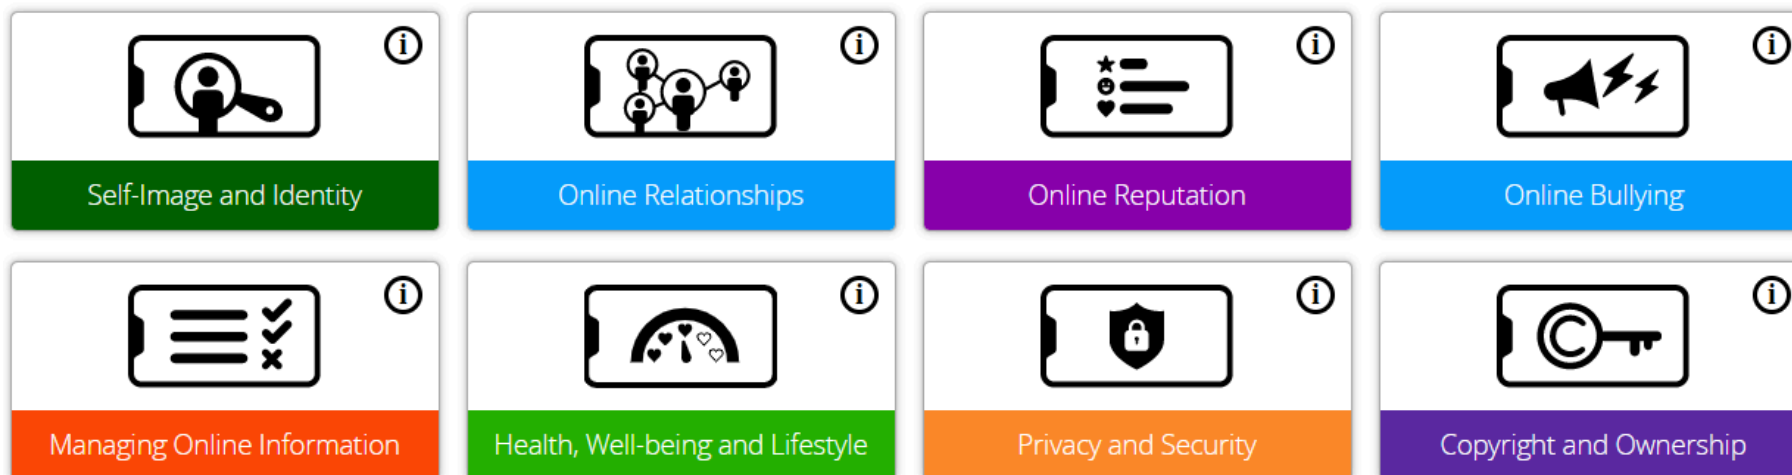 Self-Image and Identity
Online Relationships
Online Reputation
Online Bullying
Managing Online Information
Health, Well-being and Lifestyle
Privacy and Security
Copyright and Ownership